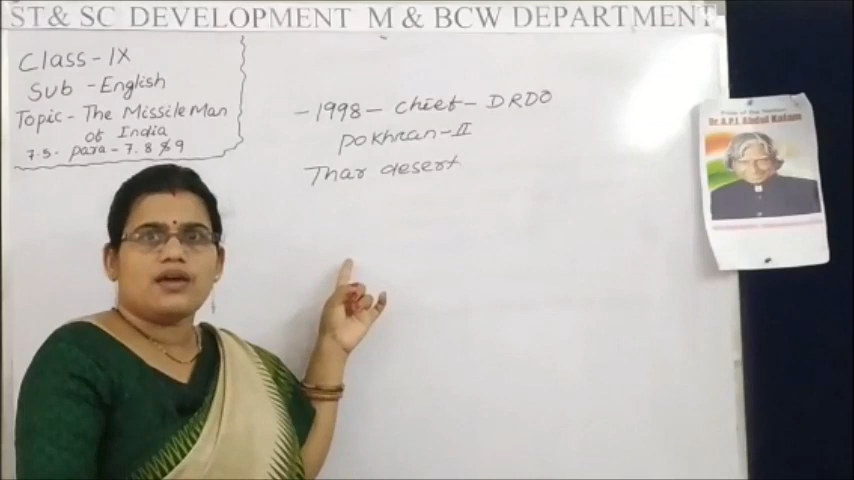 ST& SC DEVELOPMENT M & BCW DEPARTMENT
Class - IX
Sub - English
Topic - The Missile Man
of India
7.5. para - 7. 8 & 9
- 1998 - chief - DRDO
Pokhran - II
Thar desert
Dr. A.P.J. Abdul Kalam